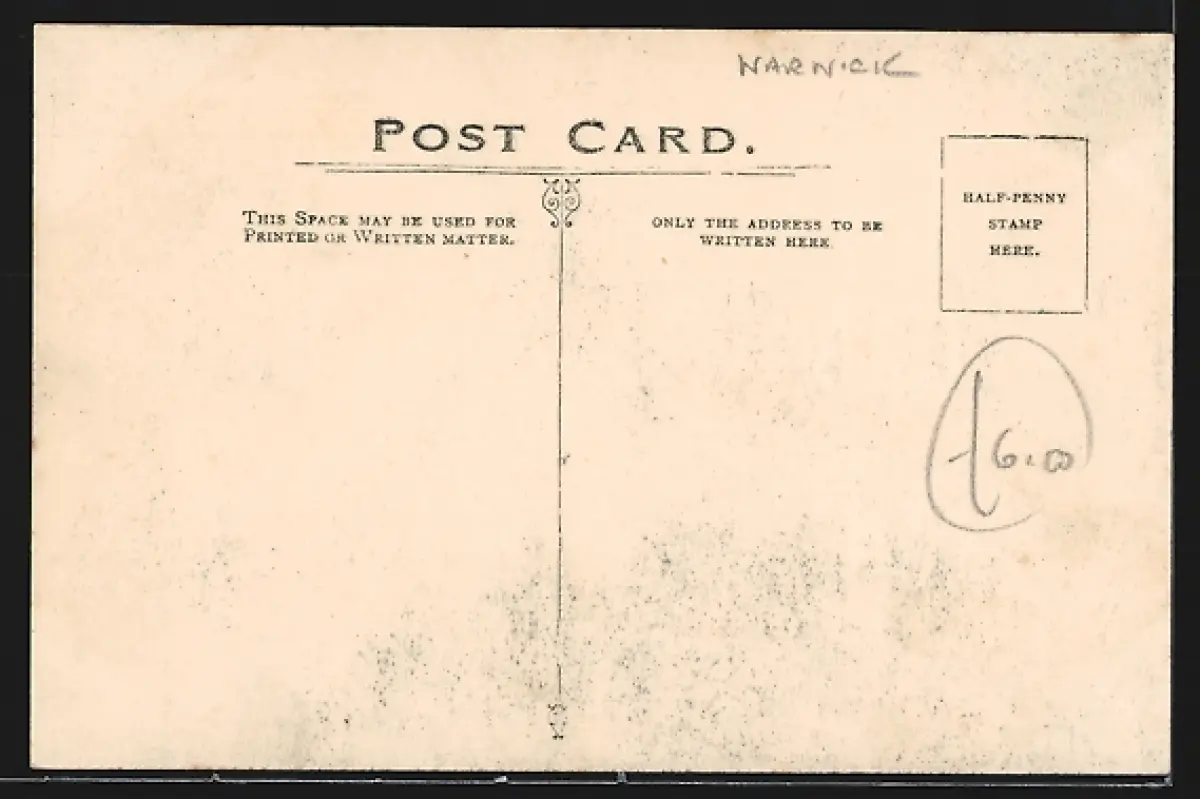 WARWICK
POST CARD.
THIS SPACE MAY BE USED FOR
PRINTED OR WRITTEN MATTER.
ONLY THE ADDRESS TO BE
WRITTEN HERE
HALF-PENNY
STAMP
HERE.
£6.00